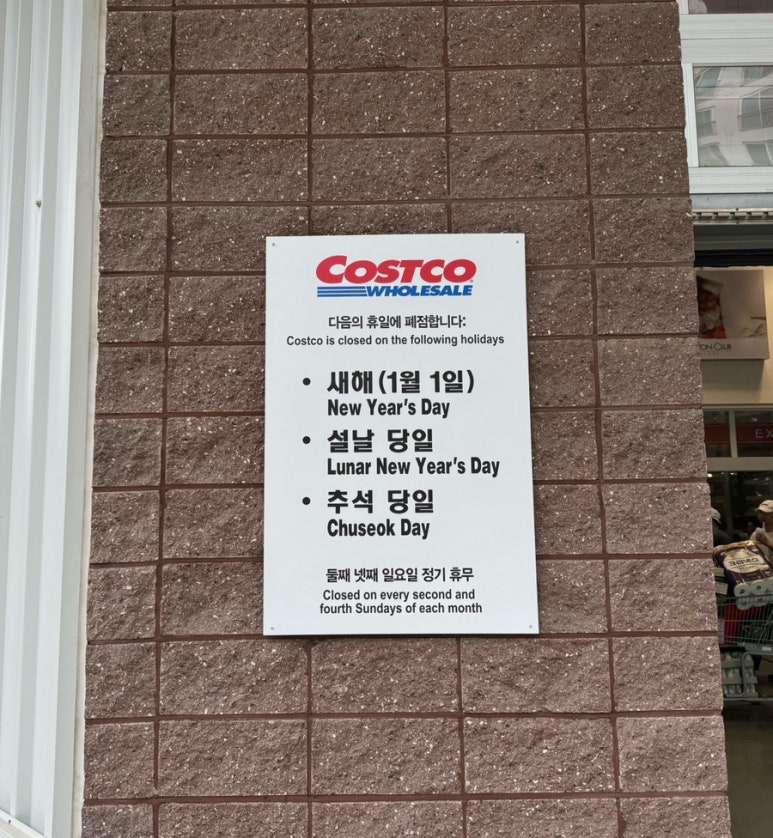 COSTCO
WHOLESALE
다음의 휴일에 폐점합니다:
Costco is closed on the following holidays
• 새해 (1월 1일)
New Year's Day
• 설날 당일
Lunar New Year's Day
• 추석 당일
Chuseok Day
둘째 넷째 일요일 정기 휴무
Closed on every second and
fourth Sundays of each month